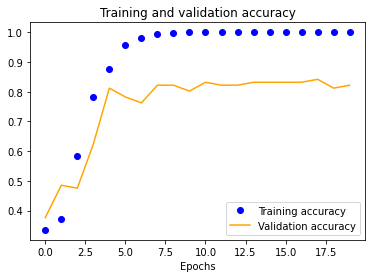 Training and validation accuracy
1.0
0.9
0.8
0.7
0.6
0.5
0.4
Training accuracy
Validation accuracy
0.0 2.5 5.0 7.5 10.0 12.5 15.0 17.5
Epochs